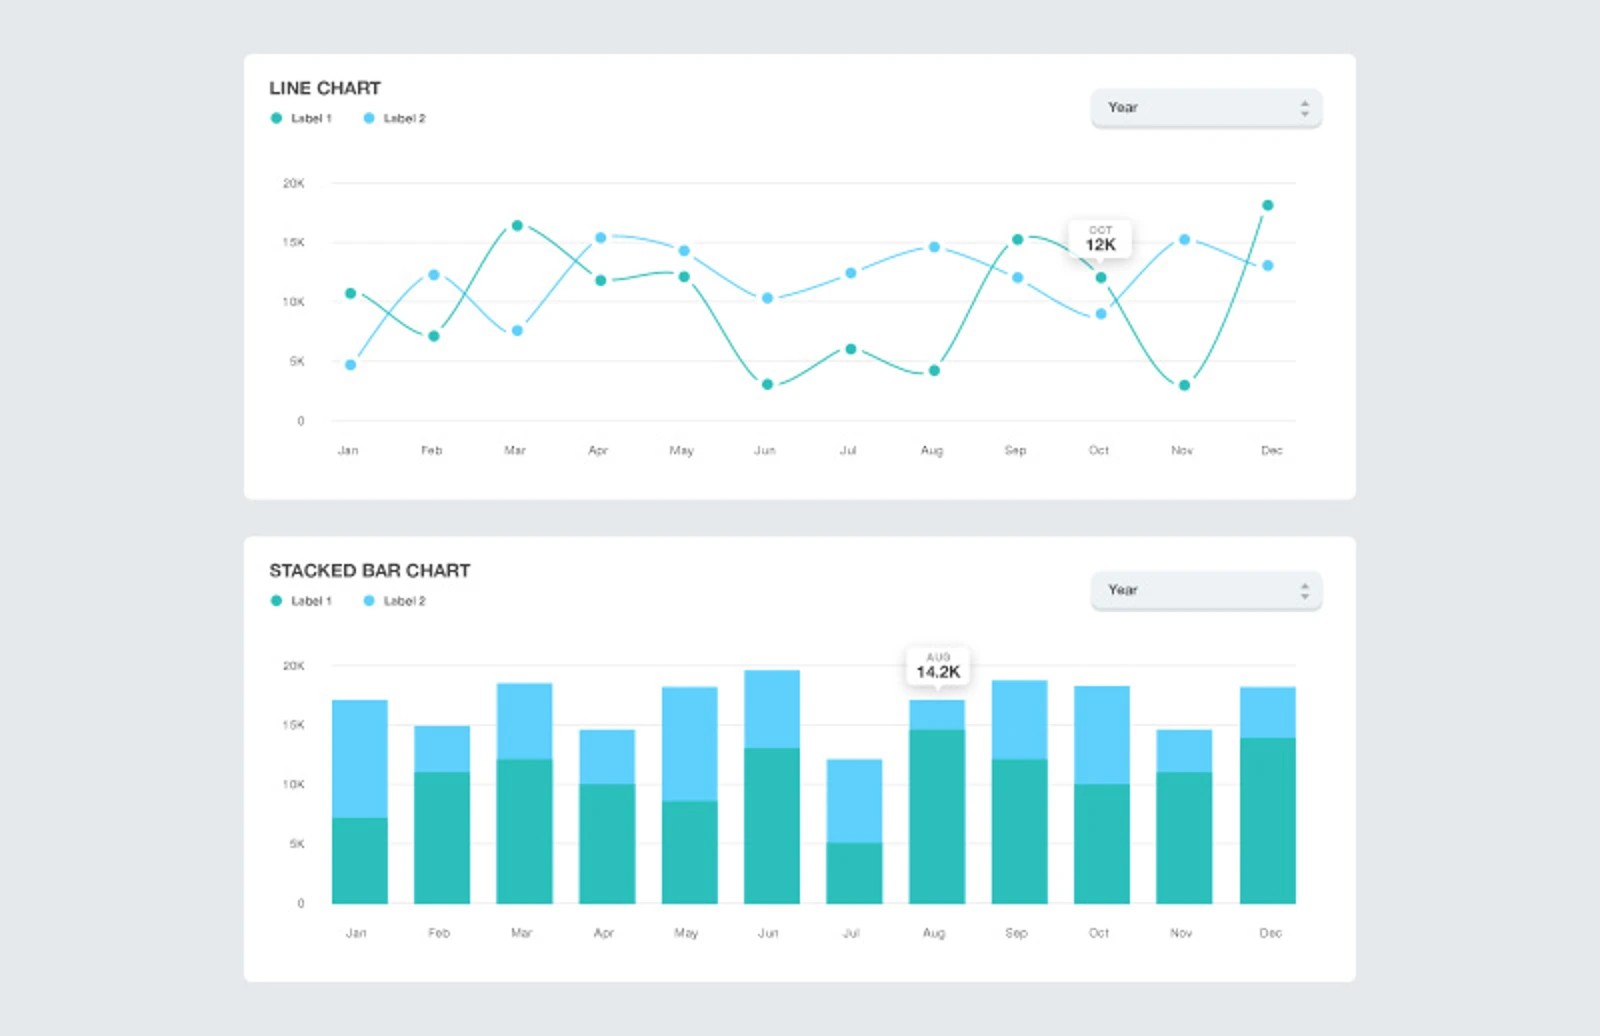 LINE CHART
Label 1 Label 2
Year
20K
15K
10K
5K
0
OCT
12K
Jan Feb Mar Apr May Jun Jul Aug Sep Oct Nov Dec
STACKED BAR CHART
Label 1 Label 2
Year
20K
15K
10K
5K
0
AUG
14.2K
Jan Feb Mar Apr May Jun Jul Aug Sep Oct Nov Dec